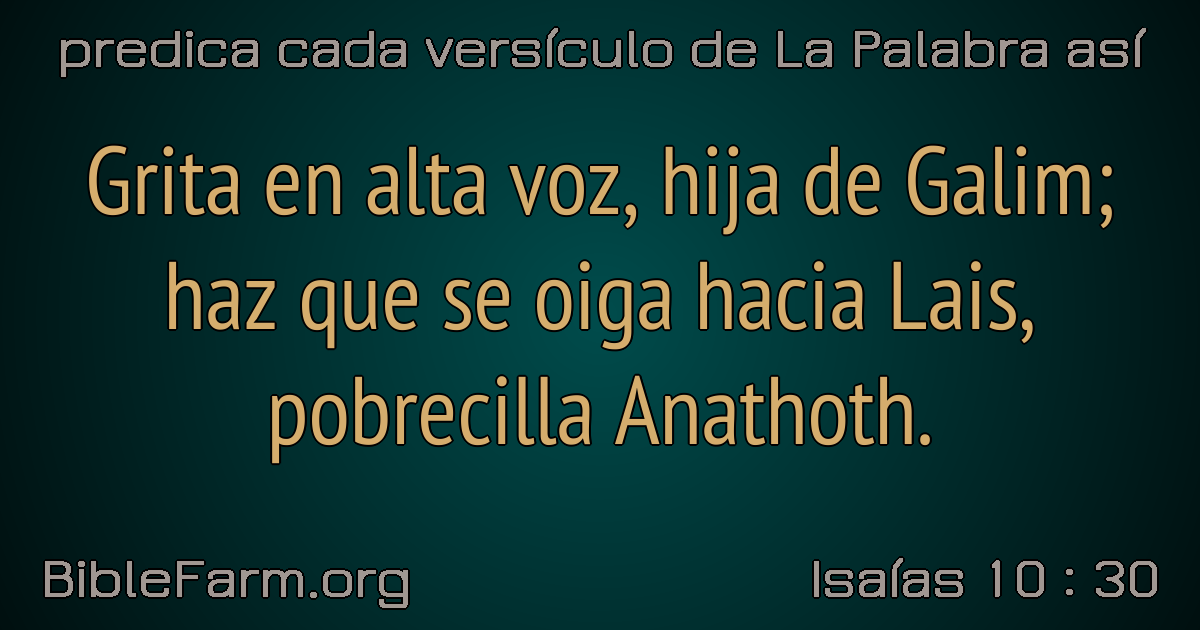 predica cada versículo de La Palabra así
Grita en alta voz, hija de Galim;
haz que se oiga hacia Lais,
pobrecilla Anathoth.
BibleFarm.org
Isaías 10 : 30